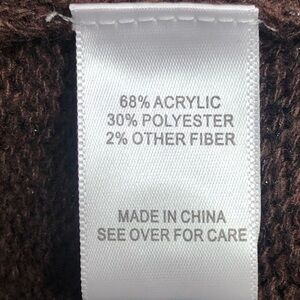 68% ACRYLIC
30% POLYESTER
2% OTHER FIBER
MADE IN CHINA
SEE OVER FOR CARE